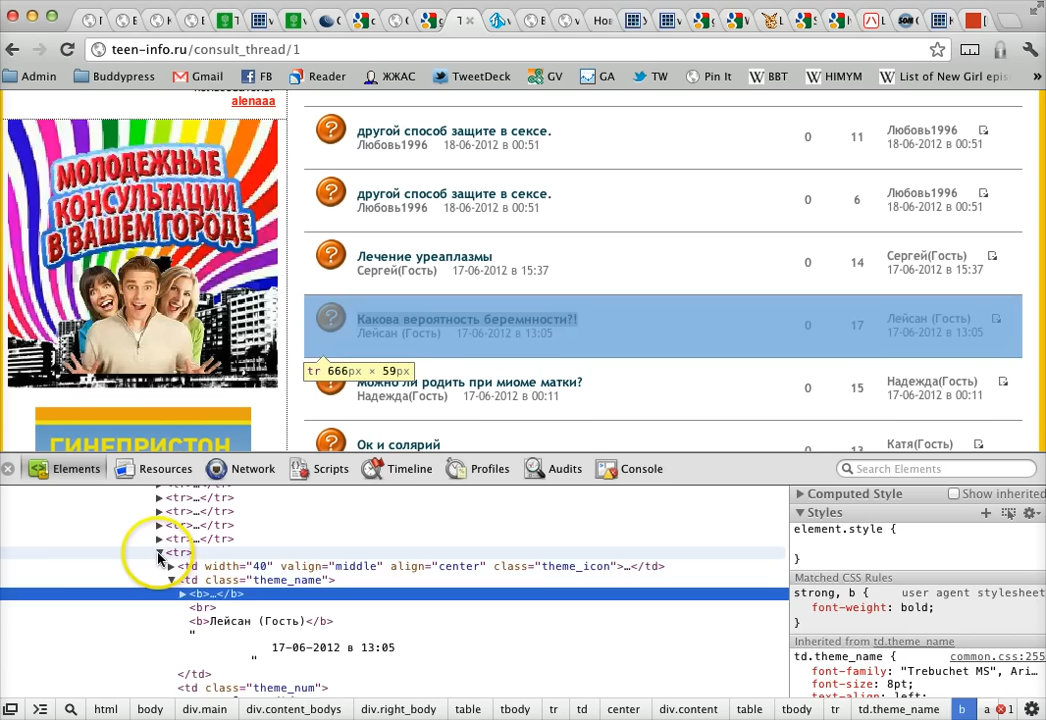 teen-info.ru/consult_thread/1
Admin Buddypress Gmail FB Reader ЖЖАС TweetDeck GV GA TW Pin It BBT HIMYM List of New Girl epis »
alenaaa
МОЛОДЕЖНЫЕ
КОНСУЛЬТАЦИИ
В ВАШЕМ ГОРОДЕ
ГИНЕПРИСТОН
другой способ защите в сексе. 0 11 Любовь1996
Любовь1996 18-06-2012 в 00:51 18-06-2012 в 00:51
другой способ защите в сексе. 0 6 Любовь1996
Любовь1996 18-06-2012 в 00:51 18-06-2012 в 00:51
Лечение уреаплазмы 0 14 Сергей(Гость)
Сергей(Гость) 17-06-2012 в 15:37 17-06-2012 в 15:37
Какова вероятность беремнности?! 0 17 Лейсан (Гость)
Лейсан (Гость) 17-06-2012 в 13:05 17-06-2012 в 13:05
tr 666px × 59px
можно ли родить при миоме матки? 0 15 Надежда(Гость)
Надежда(Гость) 17-06-2012 в 00:11 17-06-2012 в 00:11
Ок и солярий 0 Катя(Гость)
Elements Resources Network Scripts Timeline Profiles Audits Console Search Elements
<tr>…</tr>
<tr>…</tr>
<tr>…</tr>
<tr>…</tr>
<tr>…</tr>
<tr>
<td width="40" valign="middle" align="center" class="theme_icon">…</td>
<td class="theme_name">
<b>…</b>
<br>
<b>Лейсан (Гость)</b>
"
17-06-2012 в 13:05
"
</td>
<td class="theme_num">
Computed Style Show inherited
Styles
element.style {
}
Matched CSS Rules
strong, b { user agent stylesheet
font-weight: bold;
}
Inherited from td.theme_name
td.theme_name { common.css:255
font-family: "Trebuchet MS", Ari…
font-size: 8pt;
text-align: left;
html body div.main div.content_bodys div.right_body table tbody tr td center div.content table tbody tr td.theme_name b a 1